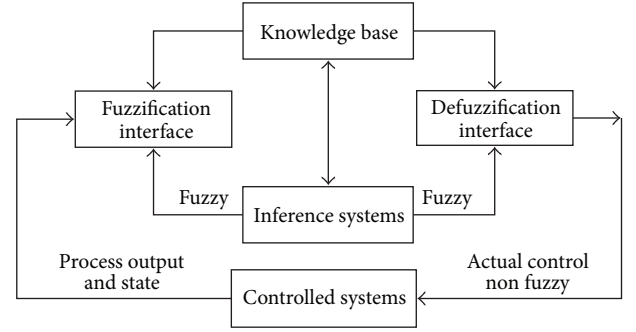 Knowledge base
Fuzzification
interface
Defuzzification
interface
Fuzzy
Fuzzy
Inference systems
Process output
and state
Actual control
non fuzzy
Controlled systems